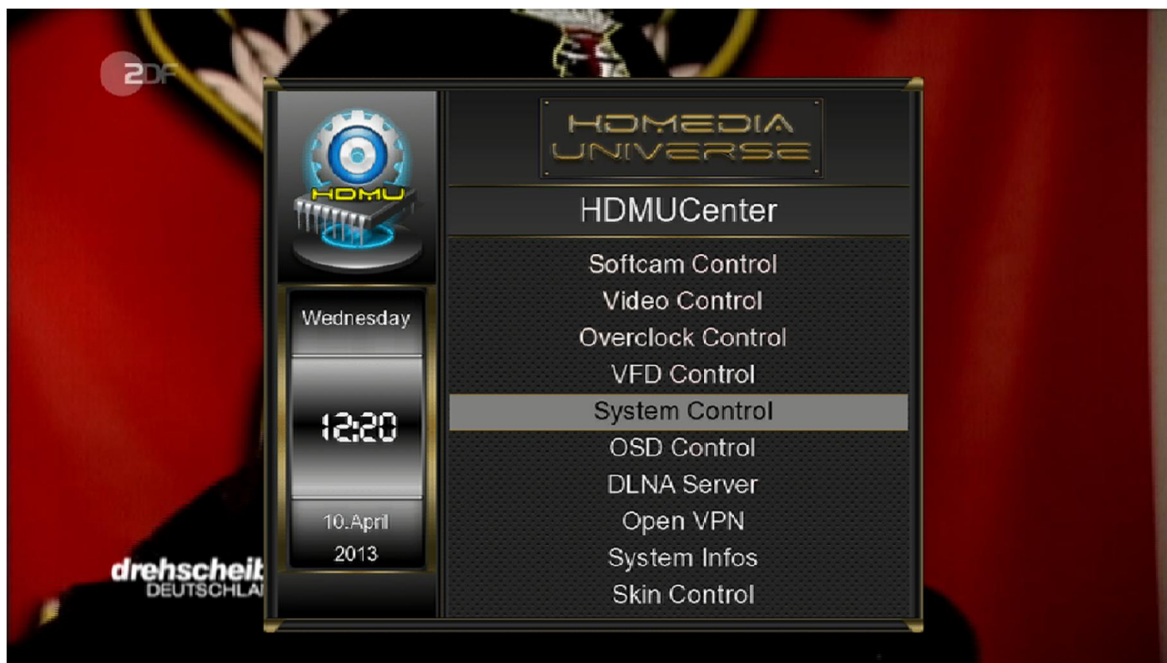 ZDF
HDMEDIA
UNIVERSE
HDMU
HDMUCenter
Softcam Control
Video Control
Overclock Control
VFD Control
System Control
OSD Control
DLNA Server
Open VPN
System Infos
Skin Control
Wednesday
12:20
10.April
2013
drehscheib
DEUTSCHLA